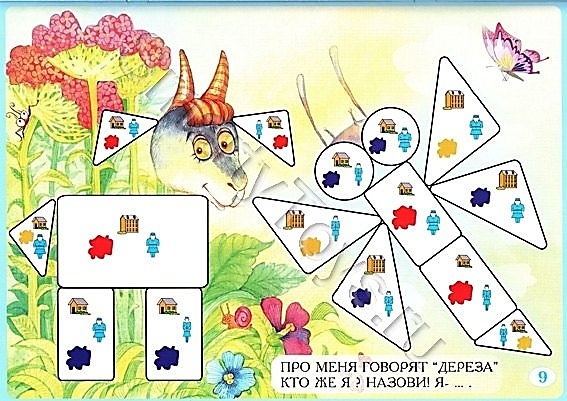 ПРО МЕНЯ ГОВОРЯТ "ДЕРЕЗА"
КТО ЖЕ Я ? НАЗОВИ! Я- ... .
9